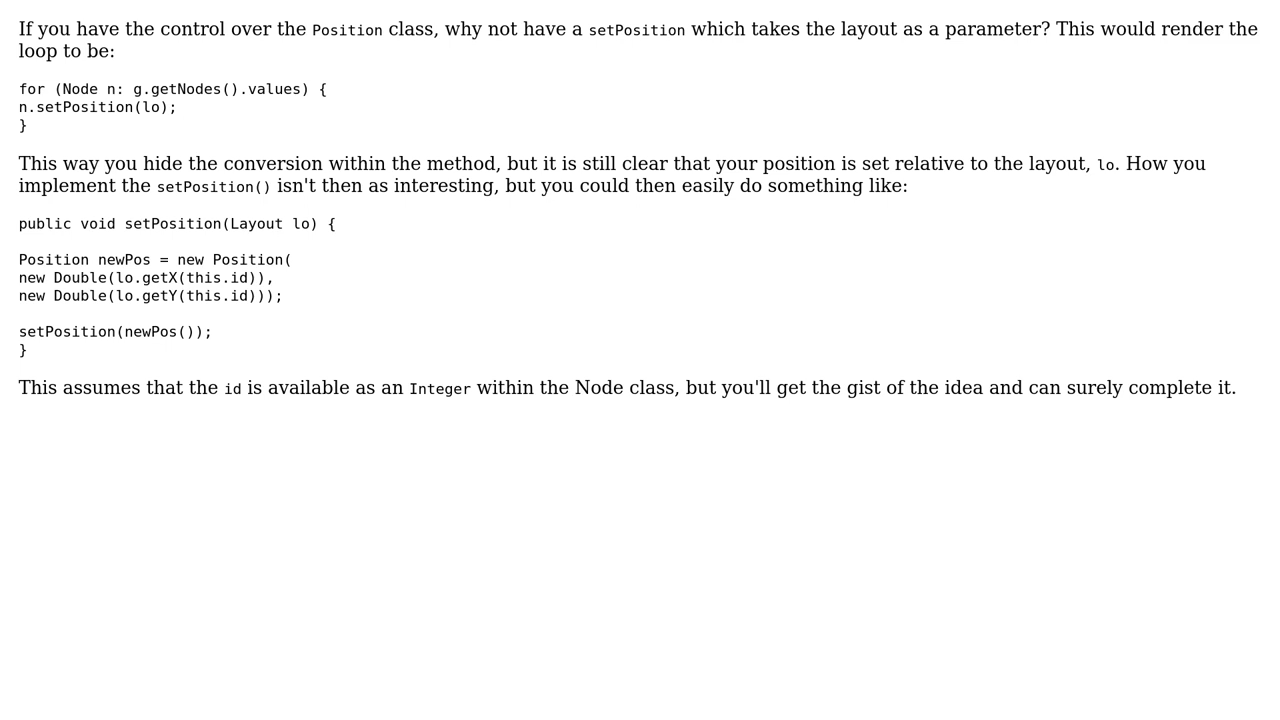 If you have the control over the Position class, why not have a setPosition which takes the layout as a parameter? This would render the
loop to be:
for (Node n: g.getNodes().values) {
n.setPosition(lo);
}
This way you hide the conversion within the method, but it is still clear that your position is set relative to the layout, lo. How you
implement the setPosition() isn't then as interesting, but you could then easily do something like:
public void setPosition(Layout lo) {
Position newPos = new Position(
new Double(lo.getX(this.id)),
new Double(lo.getY(this.id)));
setPosition(newPos());
}
This assumes that the id is available as an Integer within the Node class, but you'll get the gist of the idea and can surely complete it.